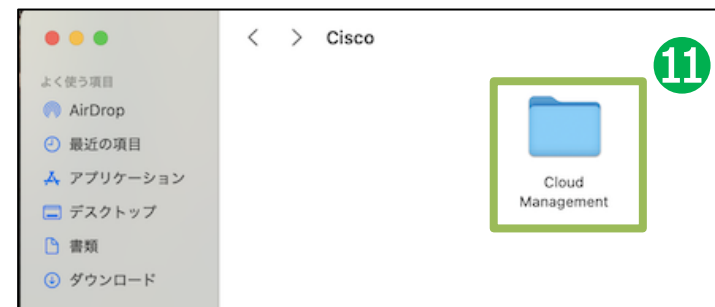 Cisco
よく使う項目
AirDrop
最近の項目
アプリケーション
デスクトップ
書類
ダウンロード
11
Cloud
Management